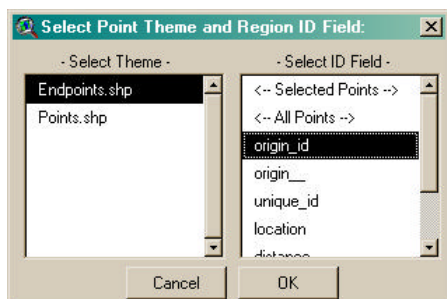 Select Point Theme and Region ID Field:
- Select Theme -
- Select ID Field -
Endpoints.shp
Points.shp
<-- Selected Points -->
<-- All Points -->
origin_id
origin__
unique_id
location
distance
Cancel
OK